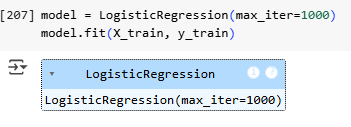 [207] model = LogisticRegression(max_iter=1000)
model.fit(X_train, y_train)
LogisticRegression
LogisticRegression(max_iter=1000)